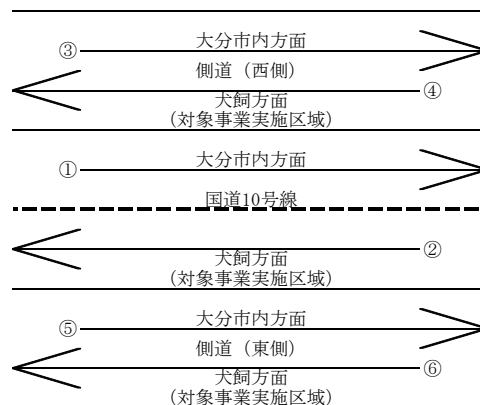 大分市内方面
③
側道（西側）
④
犬飼方面
（対象事業実施区域）
大分市内方面
①
国道10号線
②
犬飼方面
（対象事業実施区域）
大分市内方面
⑤
側道（東側）
⑥
犬飼方面
（対象事業実施区域）